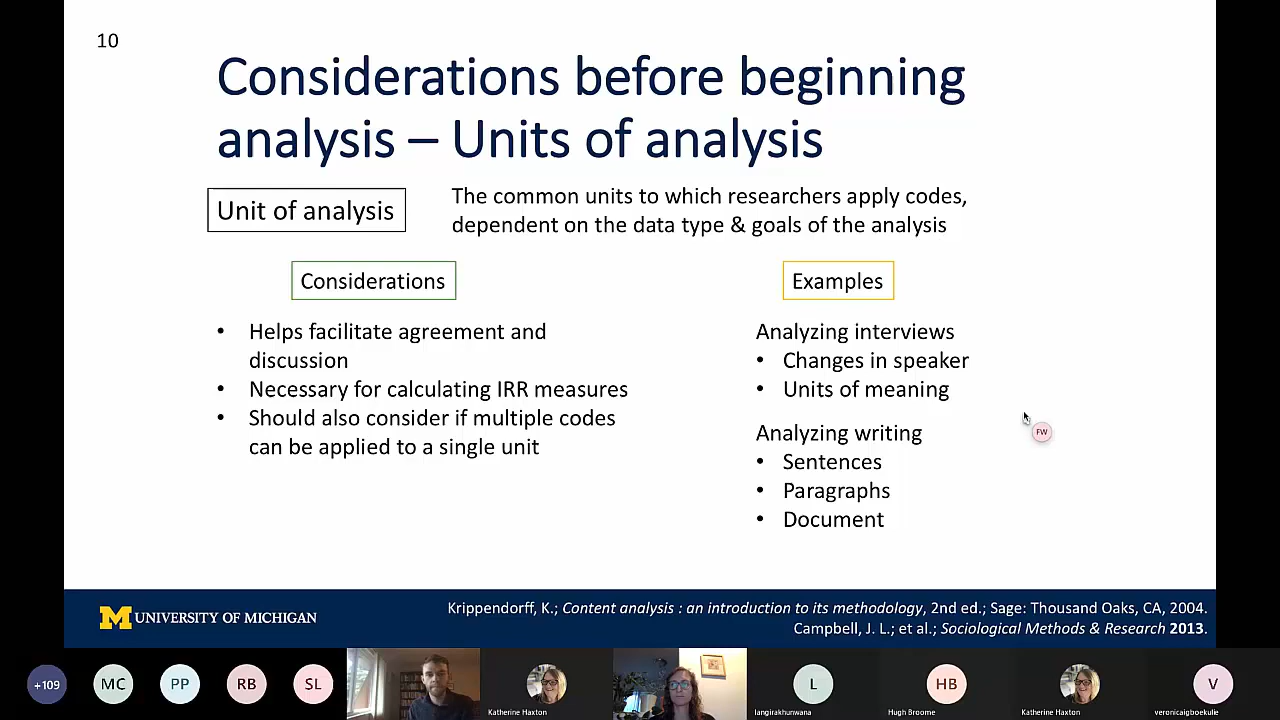 10
Considerations before beginning
analysis – Units of analysis
Unit of analysis
The common units to which researchers apply codes,
dependent on the data type & goals of the analysis
Considerations
• Helps facilitate agreement and
discussion
• Necessary for calculating IRR measures
• Should also consider if multiple codes
can be applied to a single unit
Examples
Analyzing interviews
• Changes in speaker
• Units of meaning
Analyzing writing
• Sentences
• Paragraphs
• Document
FW
M UNIVERSITY OF MICHIGAN
Krippendorff, K.; Content analysis : an introduction to its methodology, 2nd ed.; Sage: Thousand Oaks, CA, 2004.
Campbell, J. L.; et al.; Sociological Methods & Research 2013.
+109
MC
PP
RB
SL
Katherine Haxton
L
langirakhunwana
HB
Hugh Broome
Katherine Haxton
V
veronicaigboekulie